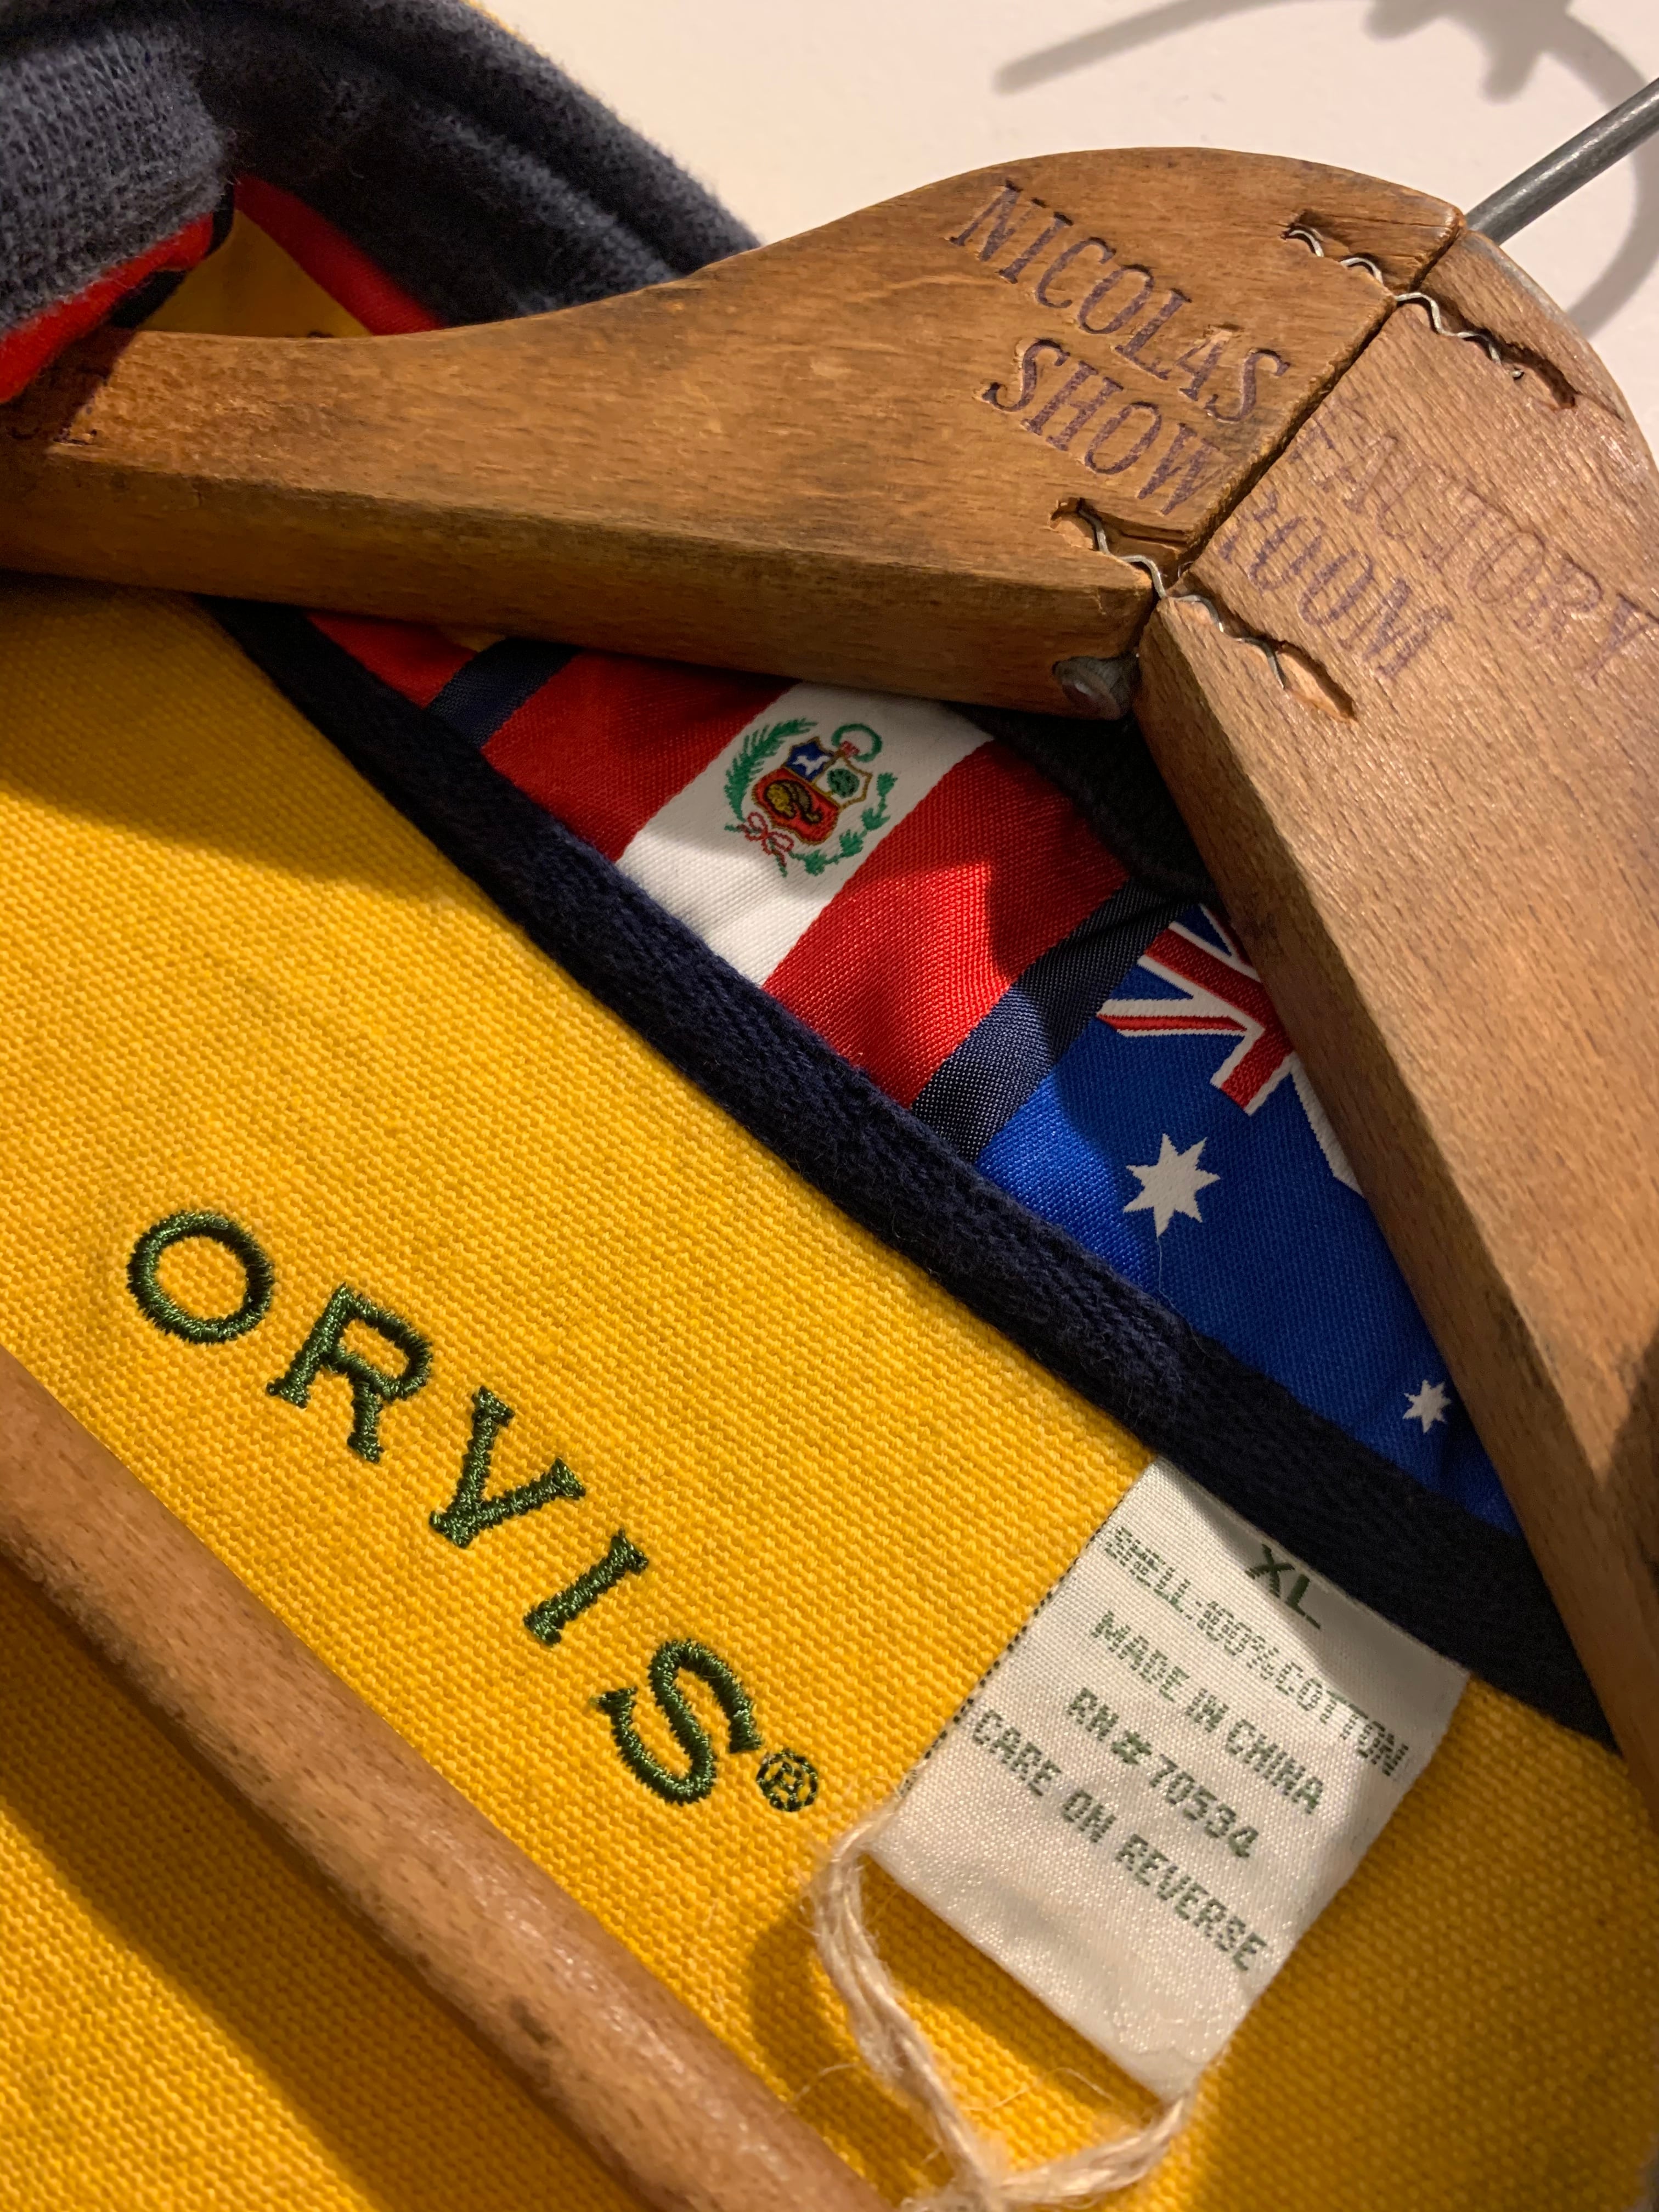 NICOLAS
SHOW
FACTORY
ROOM
ORVIS®
XL
SHELL-100%COTTON
MADE IN CHINA
RN#70534
CARE ON REVERSE